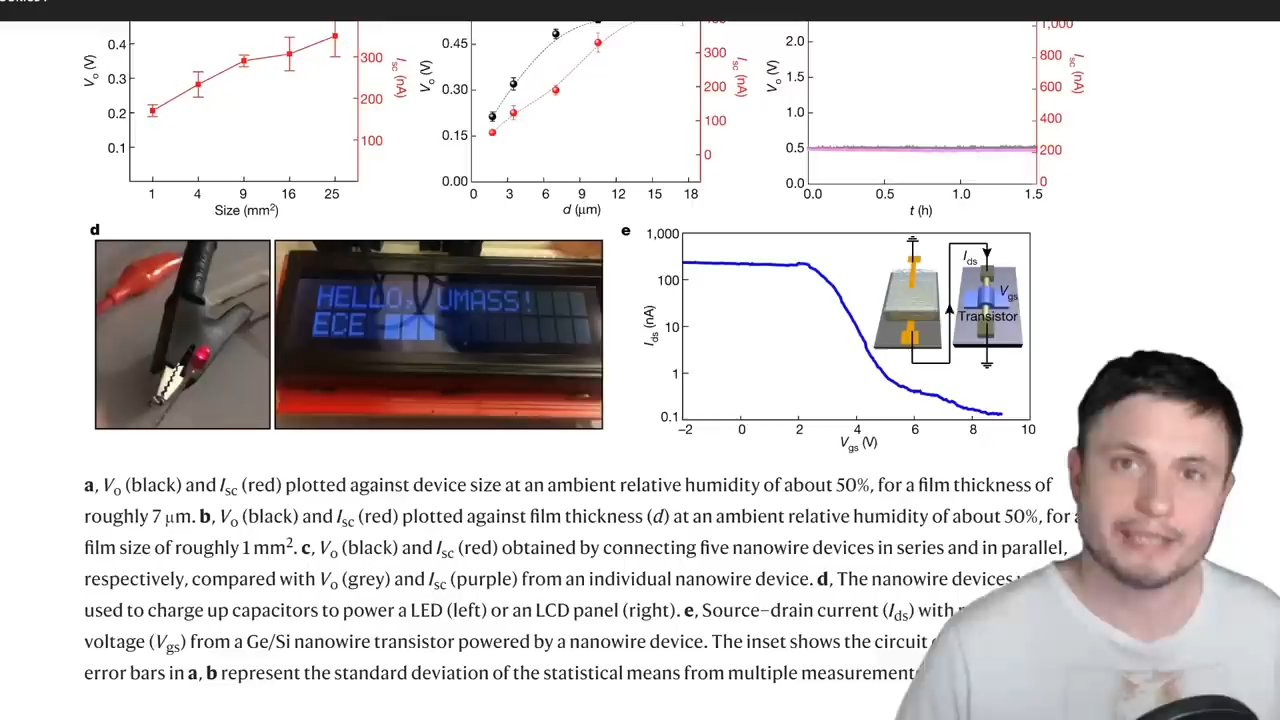 0.4
0.3
0.2
0.1
Vo (V)
300
200
100
Isc (nA)
1 4 9 16 25
Size (mm2)
0.45
0.30
0.15
0.00
Vo (V)
300
200
100
0
Isc (nA)
0 3 6 9 12 15 18
d (μm)
2.0
1.5
1.0
0.5
0.0
Vo (V)
1,000
800
600
400
200
0
Isc (nA)
0.0 0.5 1.0 1.5
t (h)
d
HELLO, UMASS!
ECE
e
1,000
100
10
1
0.1
Ids (nA)
−2 0 2 4 6 8 10
Vgs (V)
Ids
Vgs
Transistor
a, Vo (black) and Isc (red) plotted against device size at an ambient relative humidity of about 50%, for a film thickness of
roughly 7 μm. b, Vo (black) and Isc (red) plotted against film thickness (d) at an ambient relative humidity of about 50%, for
film size of roughly 1 mm2. c, Vo (black) and Isc (red) obtained by connecting five nanowire devices in series and in parallel,
respectively, compared with Vo (grey) and Isc (purple) from an individual nanowire device. d, The nanowire devices
used to charge up capacitors to power a LED (left) or an LCD panel (right). e, Source–drain current (Ids) with
voltage (Vgs) from a Ge/Si nanowire transistor powered by a nanowire device. The inset shows the circuit
error bars in a, b represent the standard deviation of the statistical means from multiple measurement